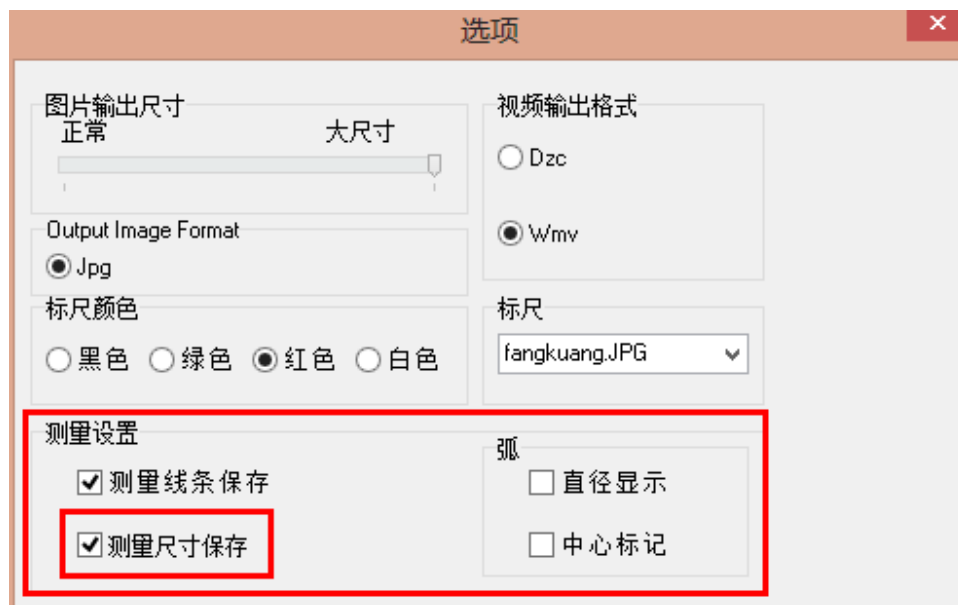 选项
图片输出尺寸
正常 大尺寸
Output Image Format
Jpg
视频输出格式
Dzc
Wmv
标尺颜色
黑色 绿色 红色 白色
标尺
fangkuang.JPG
测量设置
测量线条保存
测量尺寸保存
弧
直径显示
中心标记